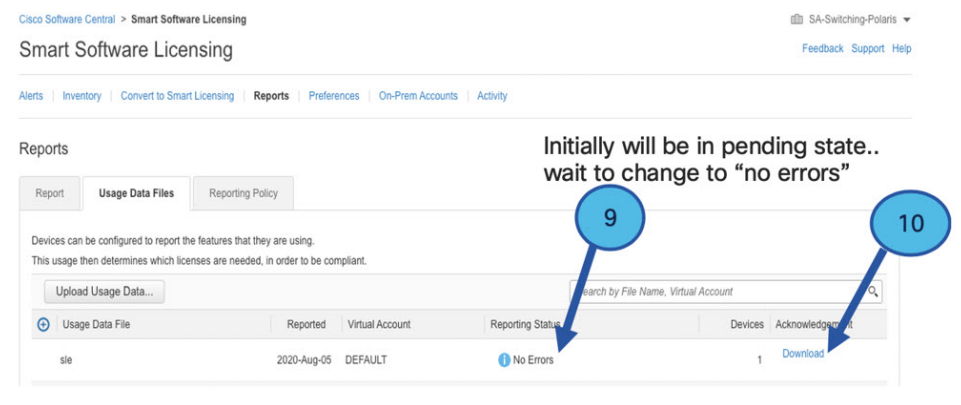 Cisco Software Central > Smart Software Licensing
SA-Switching-Polaris
Smart Software Licensing
Feedback Support Help
Alerts | Inventory | Convert to Smart Licensing | Reports | Preferences | On-Prem Accounts | Activity
Initially will be in pending state..
wait to change to “no errors”
Reports
Report Usage Data Files Reporting Policy
9
10
Devices can be configured to report the features that they are using.
This usage then determines which licenses are needed, in order to be compliant.
Upload Usage Data...
Search by File Name, Virtual Account
Usage Data File Reported Virtual Account Reporting Status Devices Acknowledgement
sle 2020-Aug-05 DEFAULT No Errors 1 Download